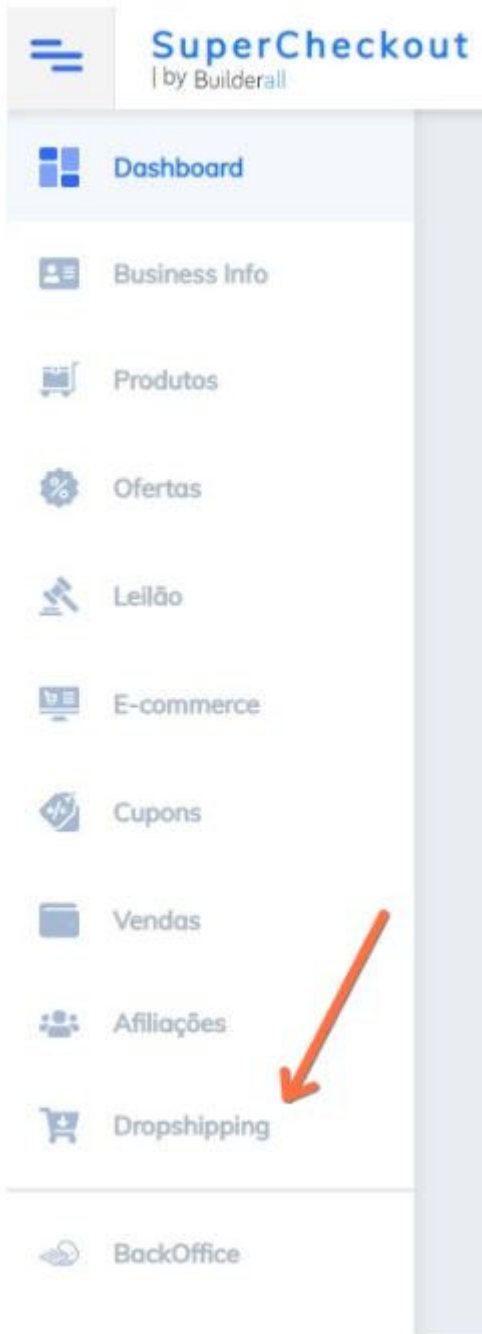 SuperCheckout
| by Builderall
Dashboard
Business Info
Produtos
Ofertas
Leilão
E-commerce
Cupons
Vendas
Afiliações
Dropshipping
BackOffice